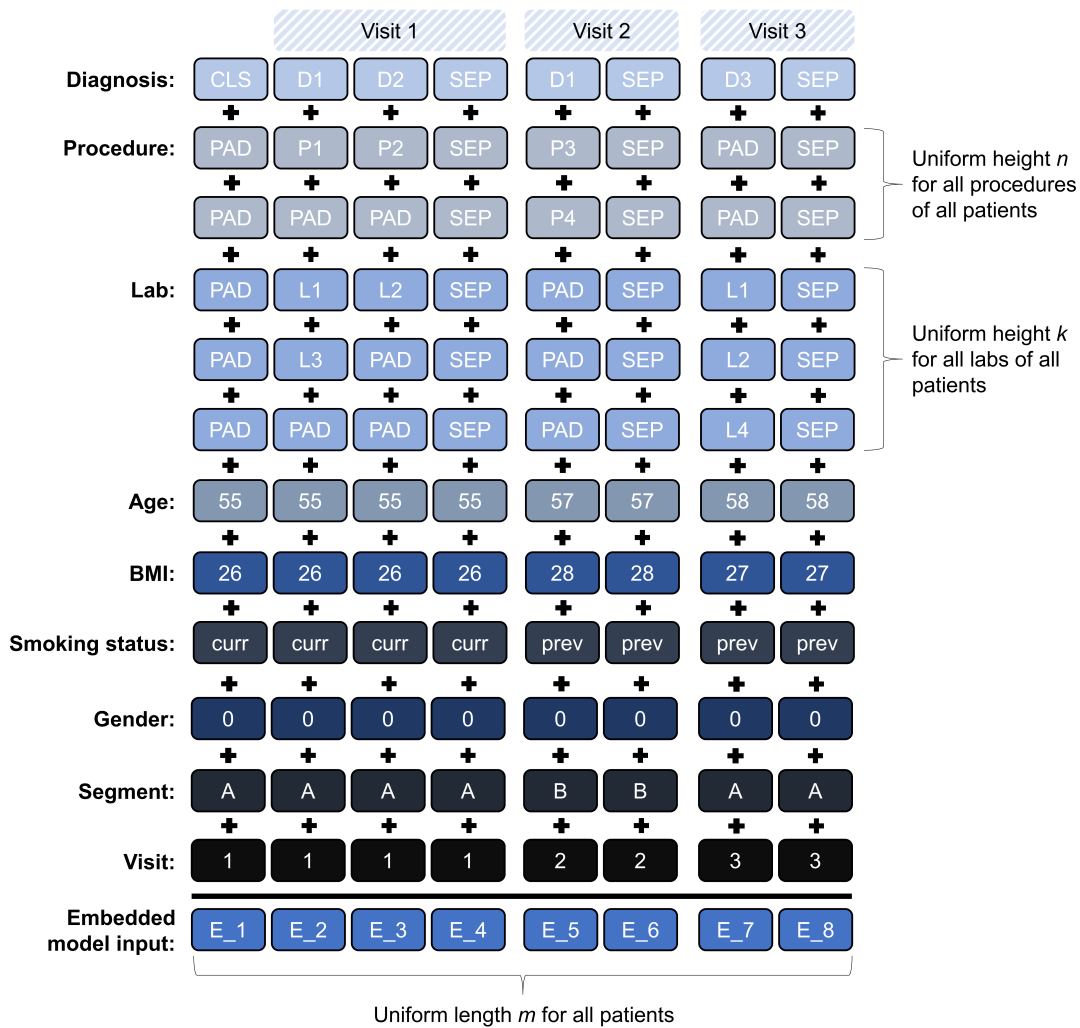 Visit 1 Visit 2 Visit 3
Diagnosis: CLS D1 D2 SEP D1 SEP D3 SEP
Procedure: PAD P1 P2 SEP P3 SEP PAD SEP
PAD PAD PAD SEP P4 SEP PAD SEP
Uniform height n
for all procedures
of all patients
Lab: PAD L1 L2 SEP PAD SEP L1 SEP
PAD L3 PAD SEP PAD SEP L2 SEP
PAD PAD PAD SEP PAD SEP L4 SEP
Uniform height k
for all labs of all
patients
Age: 55 55 55 55 57 57 58 58
BMI: 26 26 26 26 28 28 27 27
Smoking status: curr curr curr curr prev prev prev prev
Gender: 0 0 0 0 0 0 0 0
Segment: A A A A B B A A
Visit: 1 1 1 1 2 2 3 3
Embedded
model input: E_1 E_2 E_3 E_4 E_5 E_6 E_7 E_8
Uniform length m for all patients